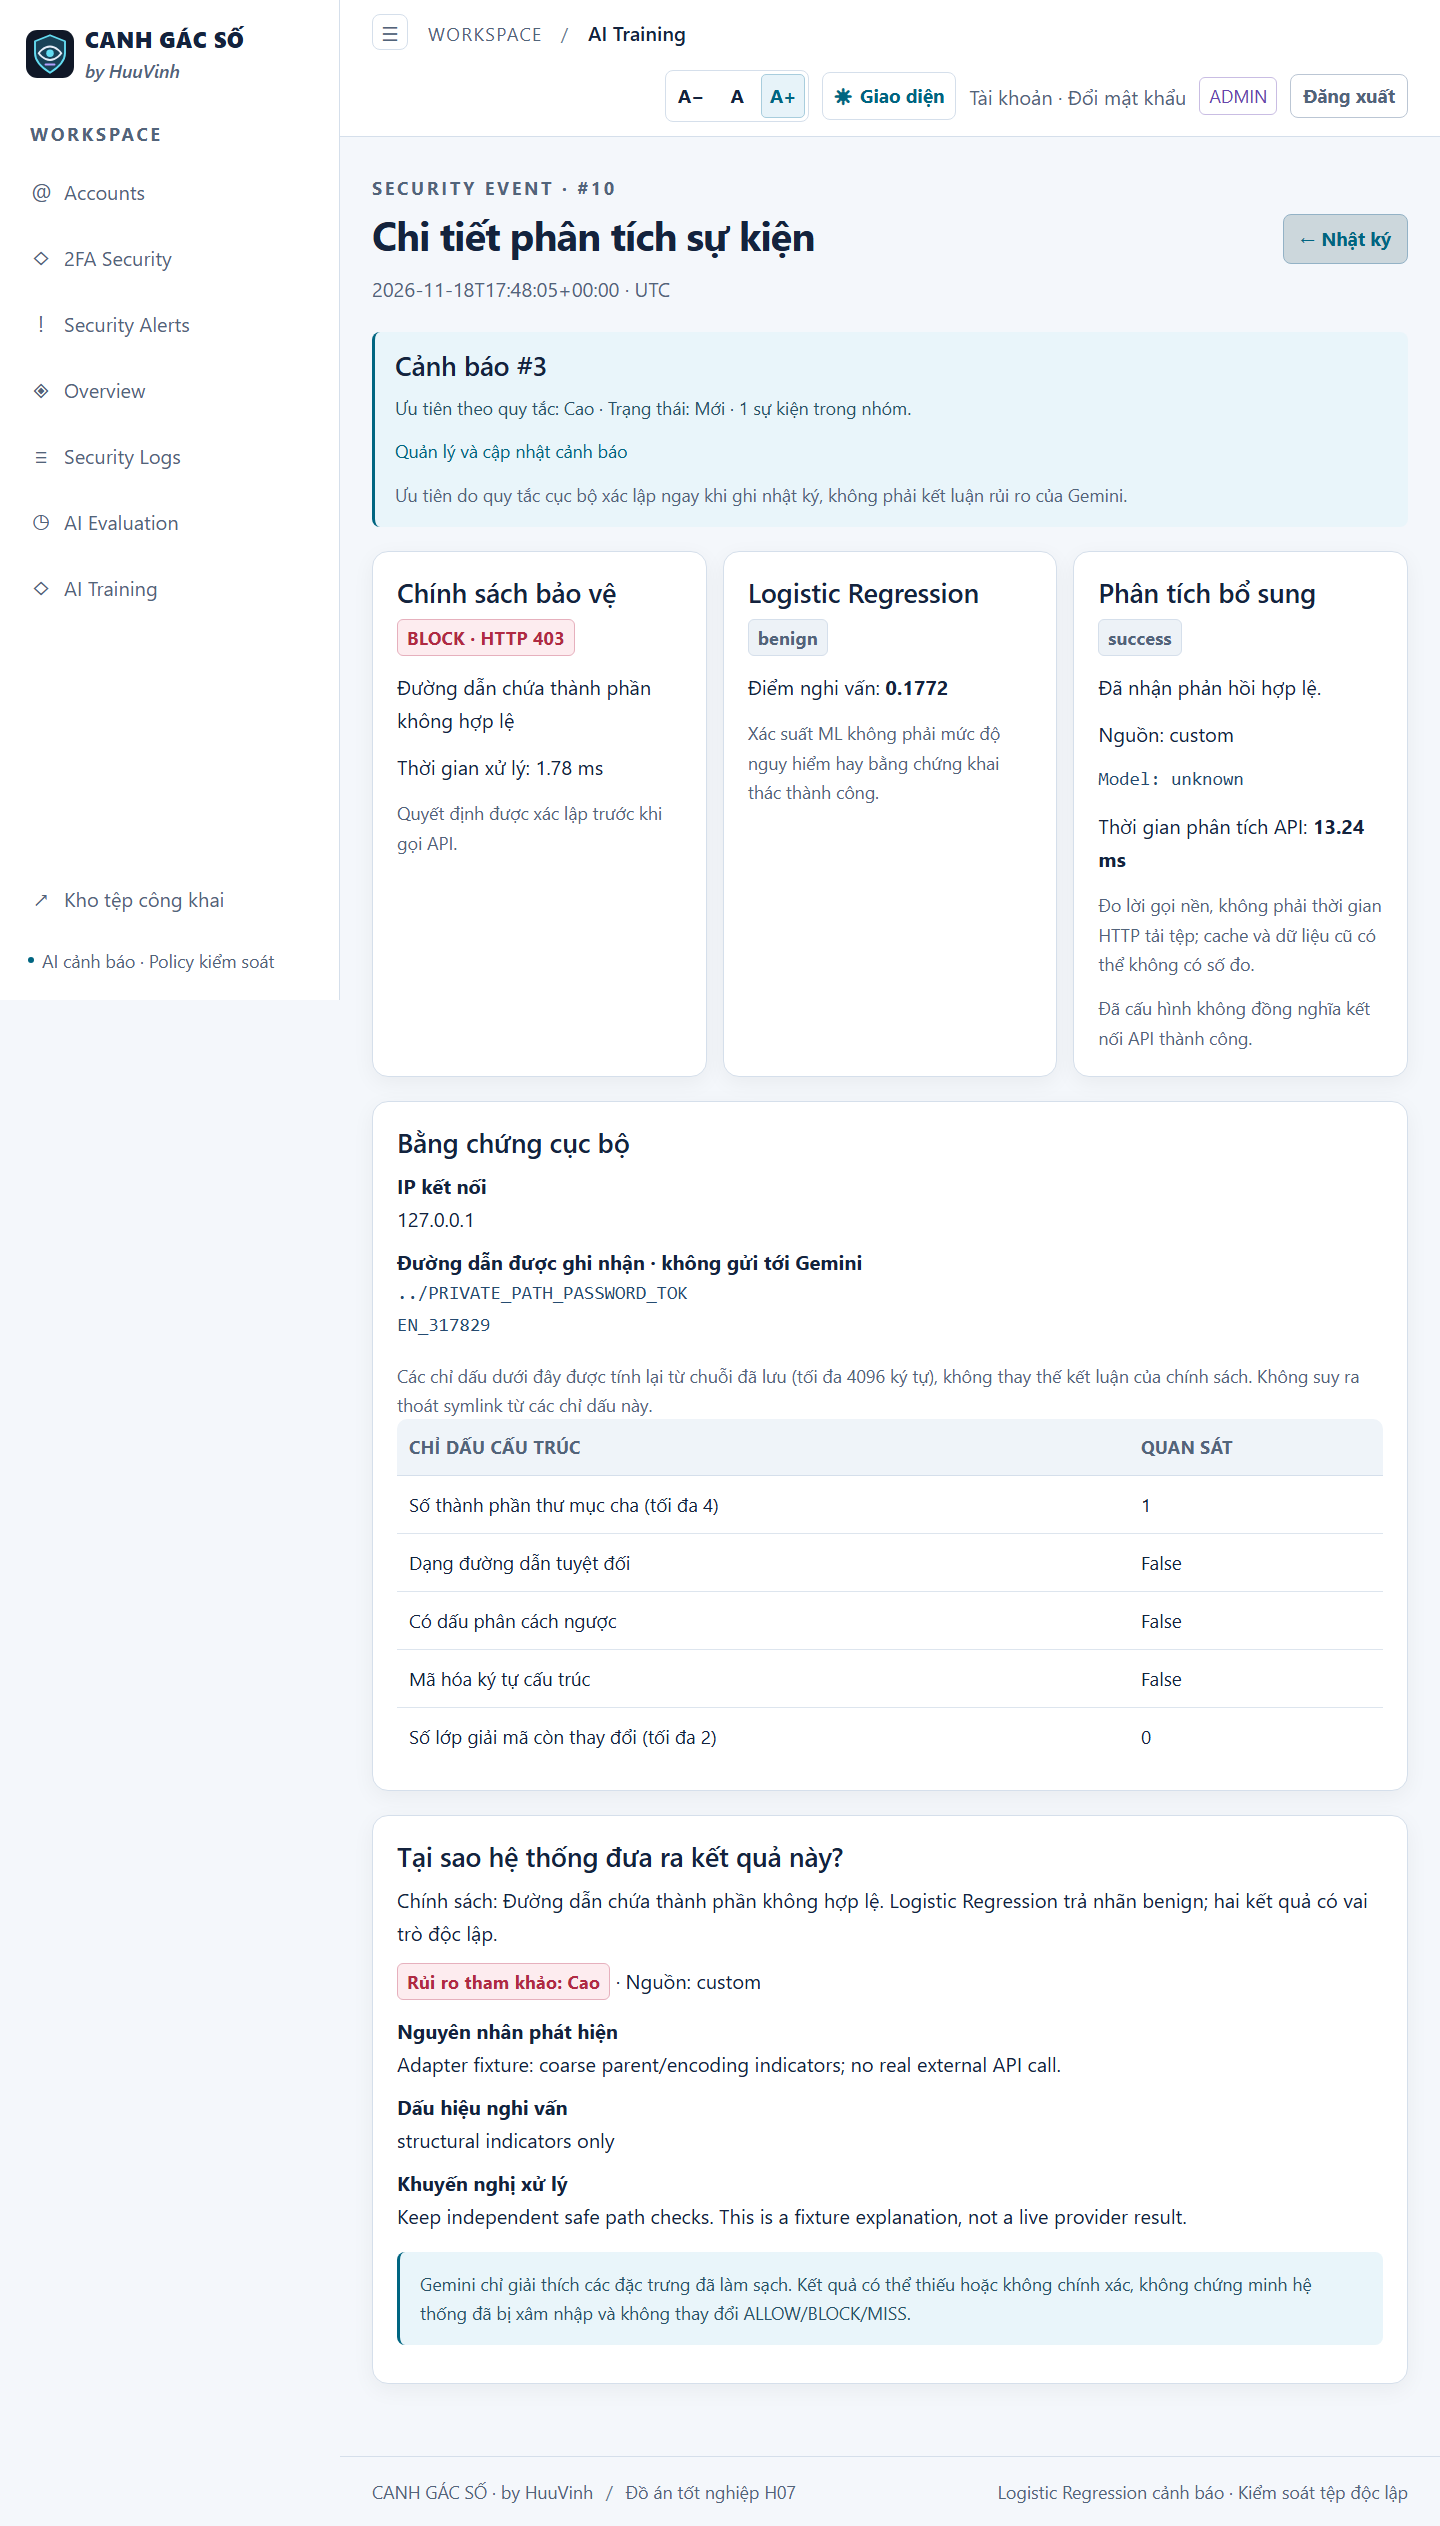 CANH GÁC SỐ
by HuuVinh
WORKSPACE
@ Accounts
◇ 2FA Security
! Security Alerts
◈ Overview
☰ Security Logs
◷ AI Evaluation
◇ AI Training
↗ Kho tệp công khai
• AI cảnh báo · Policy kiểm soát
☰ WORKSPACE / AI Training
A− A A+ Giao diện Tài khoản · Đổi mật khẩu ADMIN Đăng xuất
SECURITY EVENT · #10
Chi tiết phân tích sự kiện
← Nhật ký
2026-11-18T17:48:05+00:00 · UTC
Cảnh báo #3
Ưu tiên theo quy tắc: Cao · Trạng thái: Mới · 1 sự kiện trong nhóm.
Quản lý và cập nhật cảnh báo
Ưu tiên do quy tắc cục bộ xác lập ngay khi ghi nhật ký, không phải kết luận rủi ro của Gemini.
Chính sách bảo vệ
BLOCK · HTTP 403
Đường dẫn chứa thành phần
không hợp lệ
Thời gian xử lý: 1.78 ms
Quyết định được xác lập trước khi
gọi API.
Logistic Regression
benign
Điểm nghi vấn: 0.1772
Xác suất ML không phải mức độ
nguy hiểm hay bằng chứng khai
thác thành công.
Phân tích bổ sung
success
Đã nhận phản hồi hợp lệ.
Nguồn: custom
Model: unknown
Thời gian phân tích API: 13.24
ms
Đo lời gọi nền, không phải thời gian
HTTP tải tệp; cache và dữ liệu cũ có
thể không có số đo.
Đã cấu hình không đồng nghĩa kết
nối API thành công.
Bằng chứng cục bộ
IP kết nối
127.0.0.1
Đường dẫn được ghi nhận · không gửi tới Gemini
../PRIVATE_PATH_PASSWORD_TOK
EN_317829
Các chỉ dấu dưới đây được tính lại từ chuỗi đã lưu (tối đa 4096 ký tự), không thay thế kết luận của chính sách. Không suy ra
thoát symlink từ các chỉ dấu này.
CHỈ DẤU CẤU TRÚC QUAN SÁT
Số thành phần thư mục cha (tối đa 4) 1
Dạng đường dẫn tuyệt đối False
Có dấu phân cách ngược False
Mã hóa ký tự cấu trúc False
Số lớp giải mã còn thay đổi (tối đa 2) 0
Tại sao hệ thống đưa ra kết quả này?
Chính sách: Đường dẫn chứa thành phần không hợp lệ. Logistic Regression trả nhãn benign; hai kết quả có vai
trò độc lập.
Rủi ro tham khảo: Cao · Nguồn: custom
Nguyên nhân phát hiện
Adapter fixture: coarse parent/encoding indicators; no real external API call.
Dấu hiệu nghi vấn
structural indicators only
Khuyến nghị xử lý
Keep independent safe path checks. This is a fixture explanation, not a live provider result.
Gemini chỉ giải thích các đặc trưng đã làm sạch. Kết quả có thể thiếu hoặc không chính xác, không chứng minh hệ
thống đã bị xâm nhập và không thay đổi ALLOW/BLOCK/MISS.
CANH GÁC SỐ · by HuuVinh / Đồ án tốt nghiệp H07
Logistic Regression cảnh báo · Kiểm soát tệp độc lập